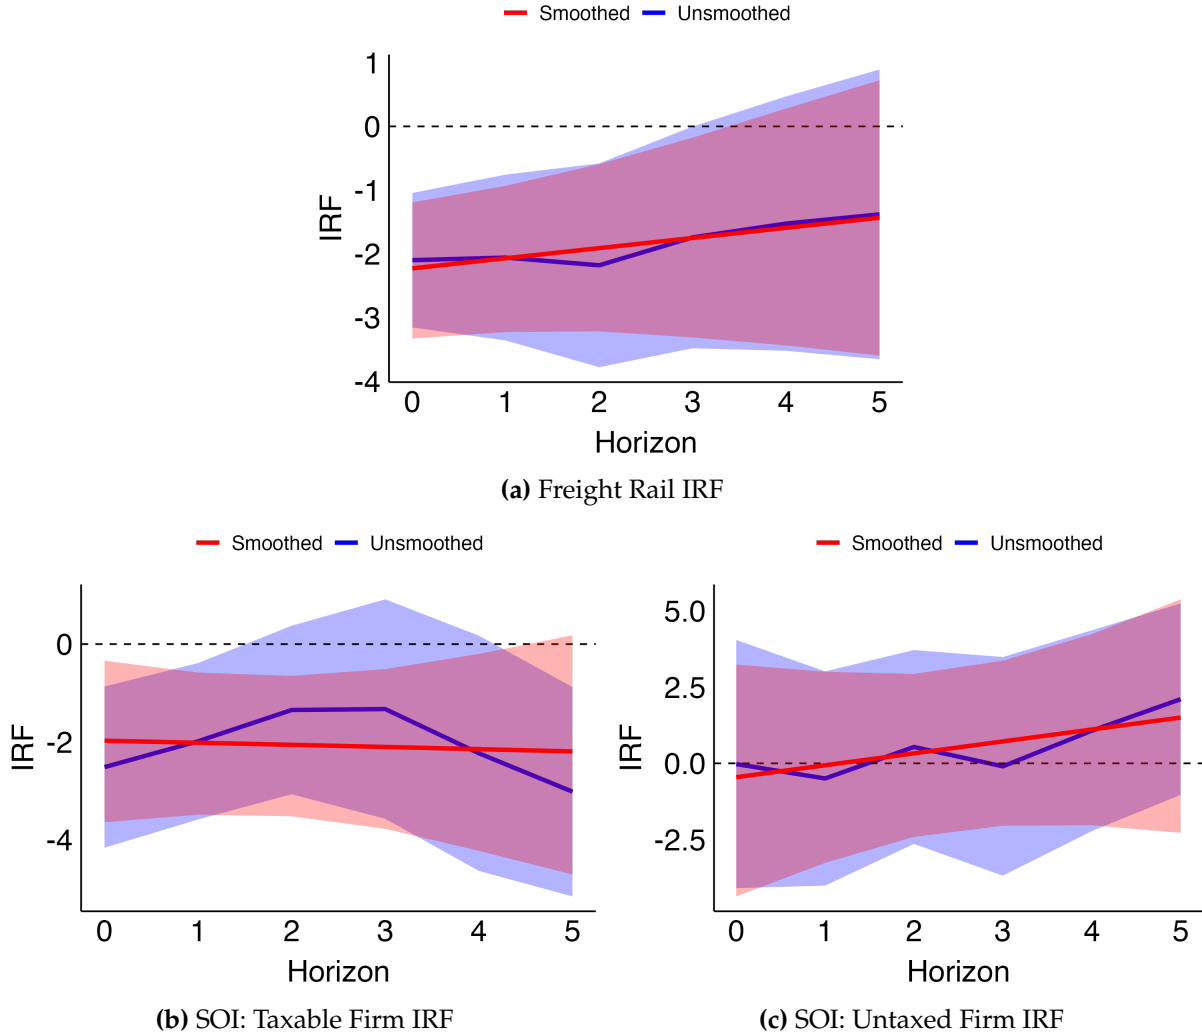 Smoothed Unsmoothed
1
0
-1
-2
-3
-4
IRF
0 1 2 3 4 5
Horizon
(a) Freight Rail IRF
Smoothed Unsmoothed
0
-2
-4
IRF
0 1 2 3 4 5
Horizon
(b) SOI: Taxable Firm IRF
Smoothed Unsmoothed
5.0
2.5
0.0
-2.5
IRF
0 1 2 3 4 5
Horizon
(c) SOI: Untaxed Firm IRF